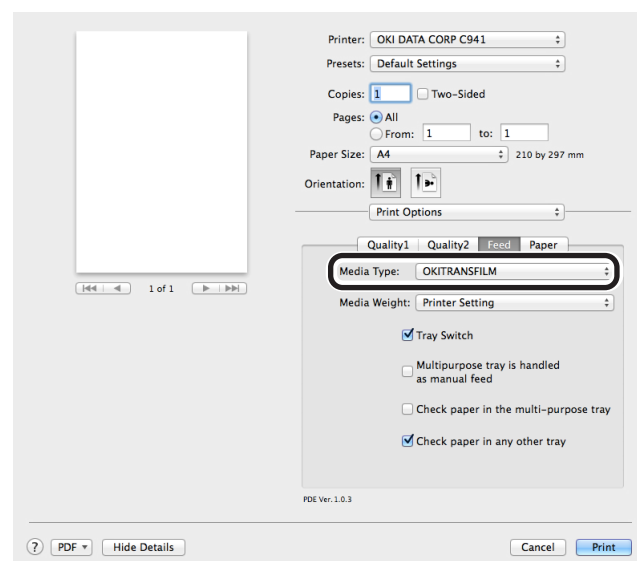 Printer: OKI DATA CORP C941
Presets: Default Settings
Copies: 1 Two-Sided
Pages: All
From: 1 to: 1
Paper Size: A4 210 by 297 mm
Orientation:
Print Options
Quality1 Quality2 Feed Paper
Media Type: OKITRANSFILM
1 of 1
Media Weight: Printer Setting
Tray Switch
Multipurpose tray is handled
as manual feed
Check paper in the multi-purpose tray
Check paper in any other tray
PDE Ver. 1.0.3
? PDF Hide Details Cancel Print